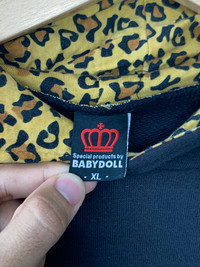 Special products by
BABYDOLL
- XL -